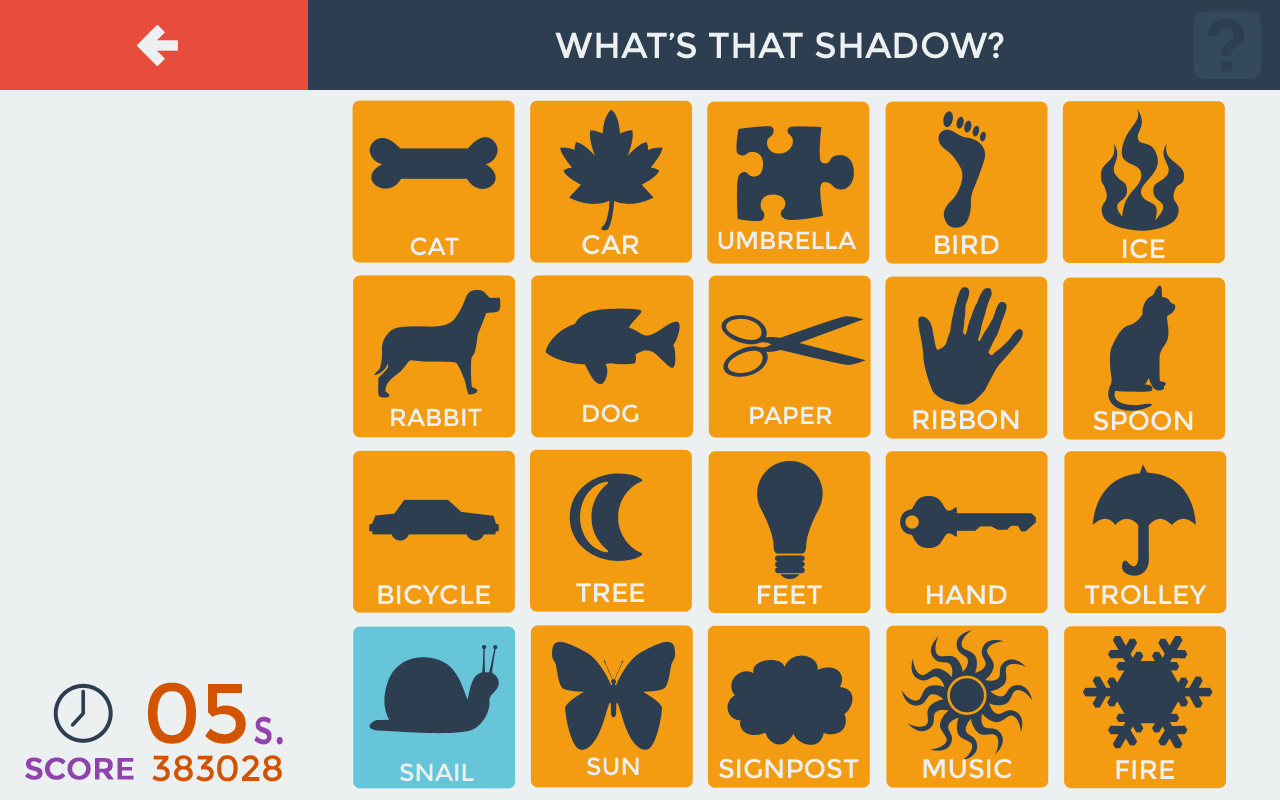 WHAT'S THAT SHADOW?
?
CAT
CAR
UMBRELLA
BIRD
ICE
RABBIT
DOG
PAPER
RIBBON
SPOON
BICYCLE
TREE
FEET
HAND
TROLLEY
SNAIL
SUN
SIGNPOST
MUSIC
FIRE
05 S.
SCORE 383028